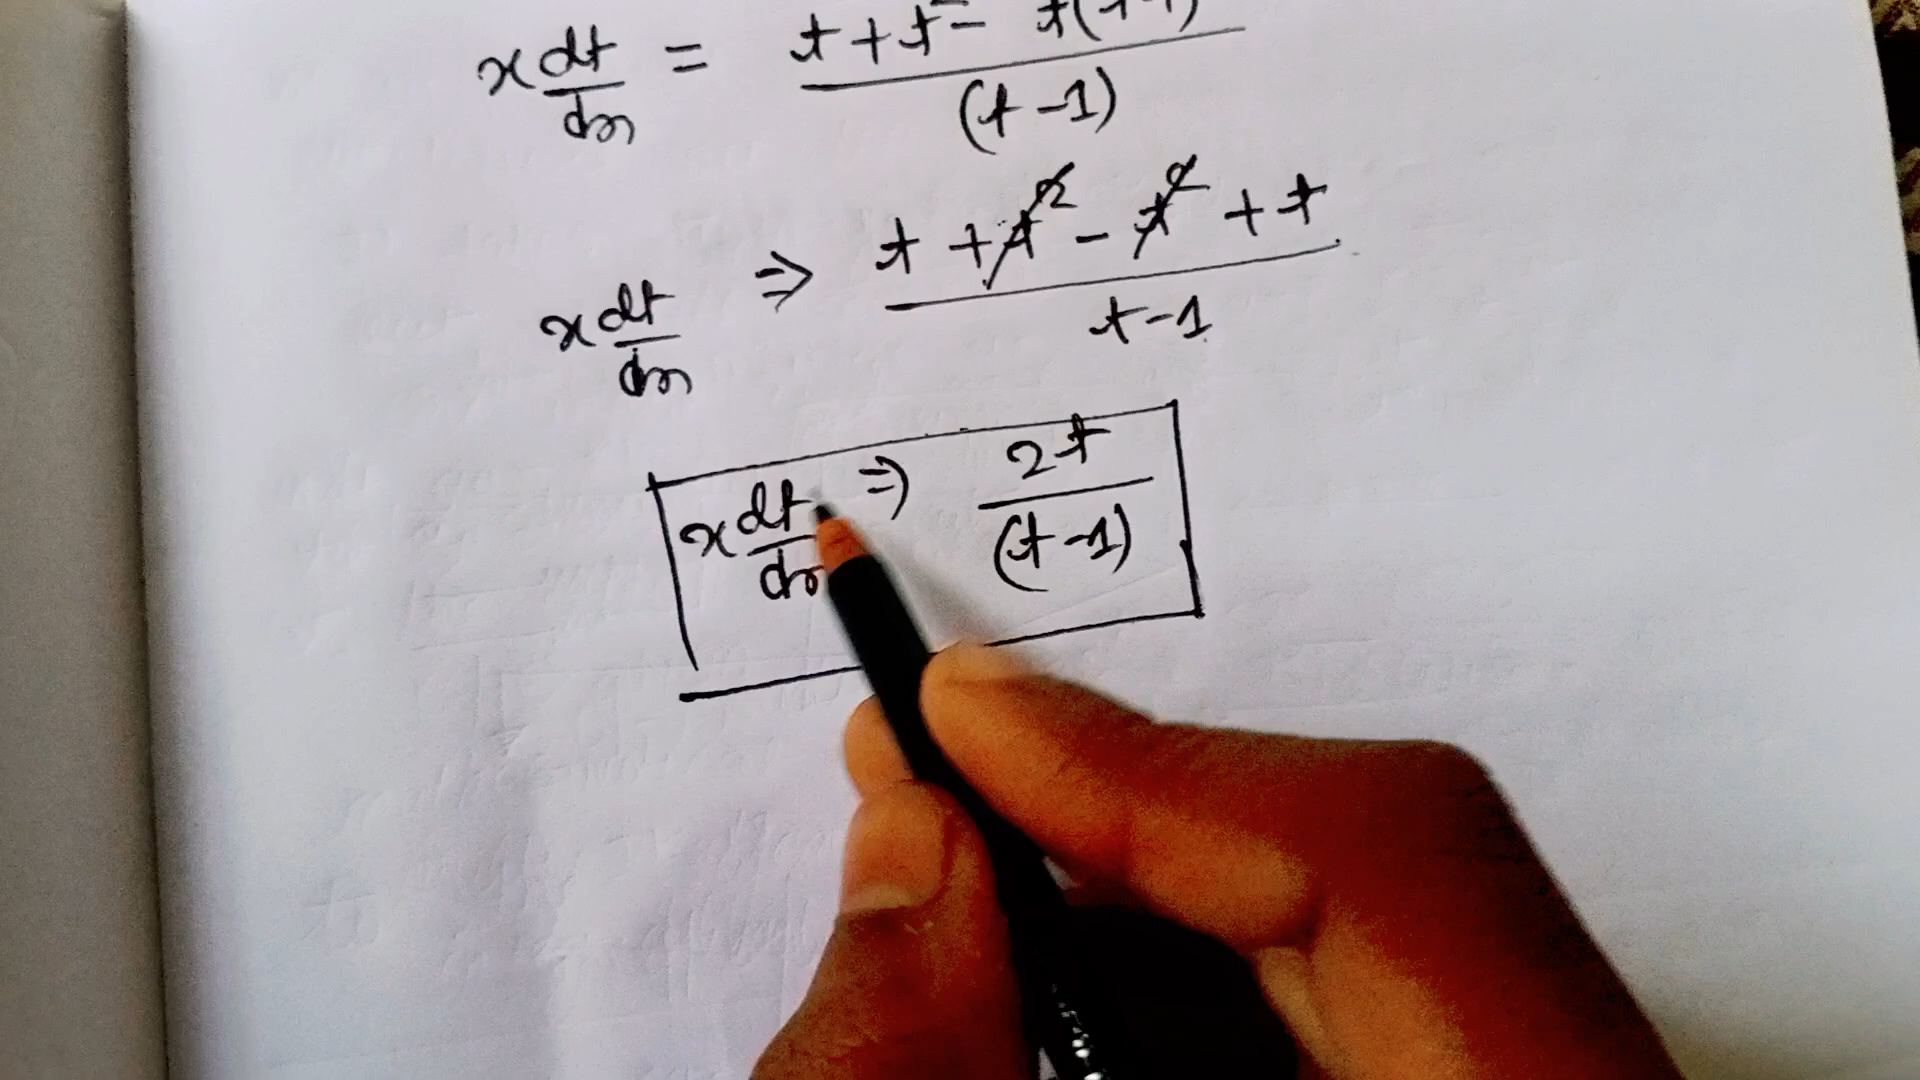 x dt/dx = t + t² - t(t-1) / (t-1)
x dt/dx ⇒ t + t² - t² + t / t-1
x dt/dx ⇒ 2t / (t-1)